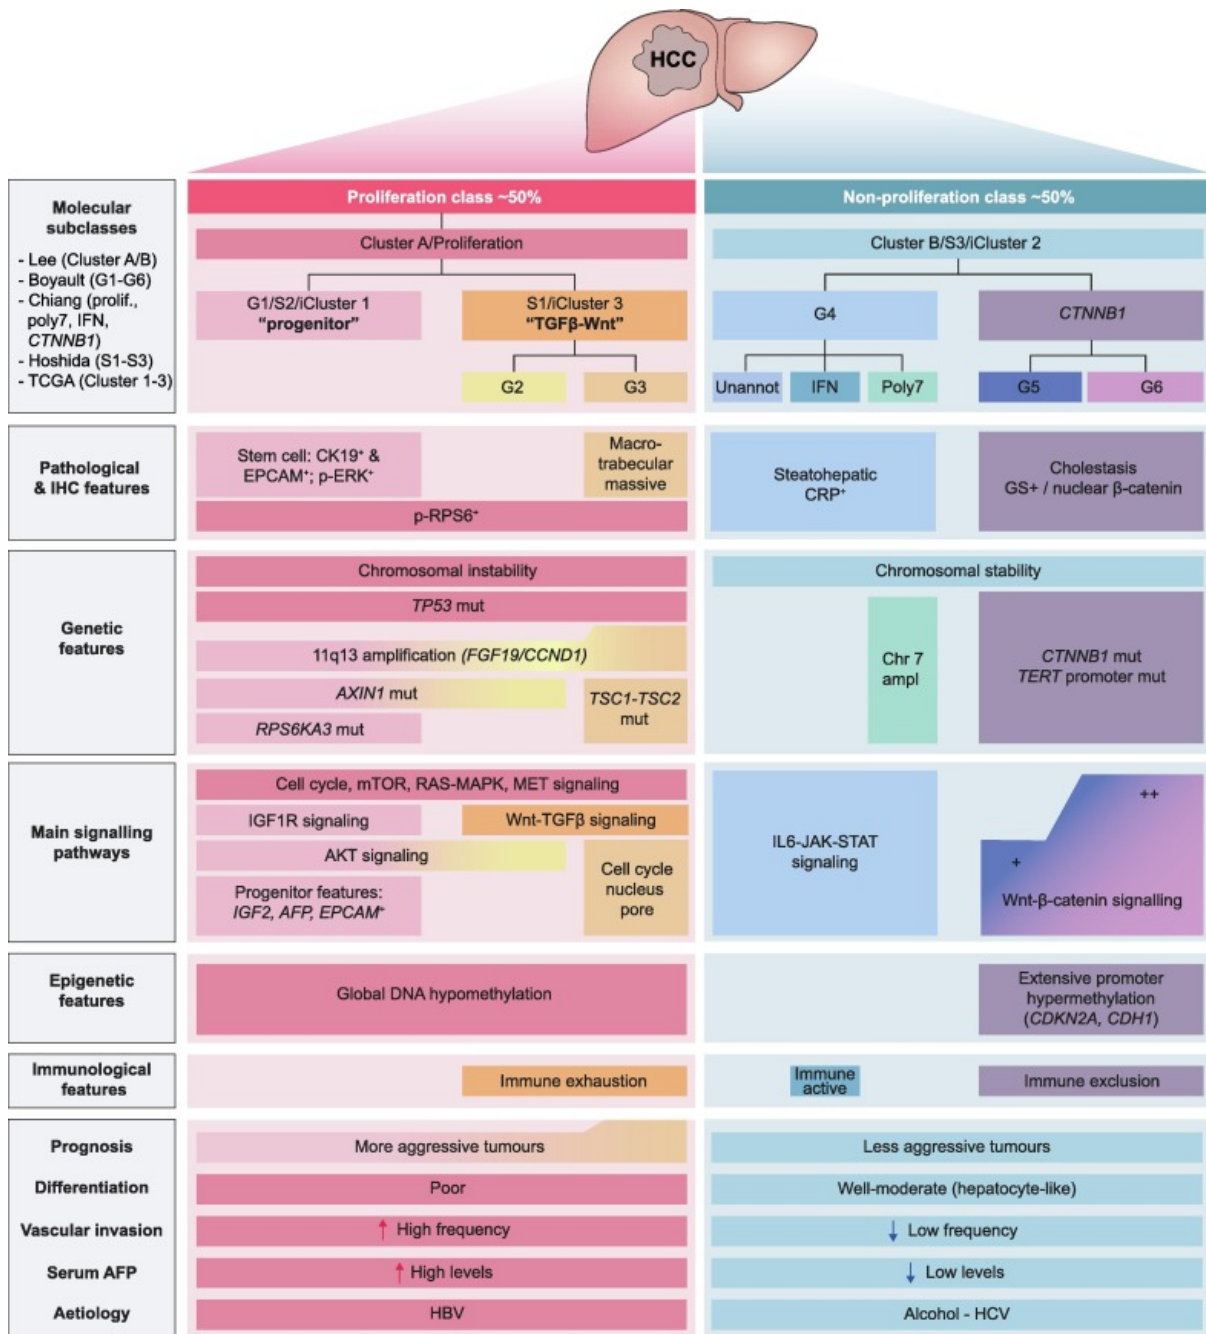 HCC
Molecular
subclasses
- Lee (Cluster A/B)
- Boyault (G1-G6)
- Chiang (prolif.,
poly7, IFN,
CTNNB1)
- Hoshida (S1-S3)
- TCGA (Cluster 1-3)
Proliferation class ~50%
Cluster A/Proliferation
G1/S2/iCluster 1
"progenitor"
S1/iCluster 3
"TGFβ-Wnt"
G2
G3
Non-proliferation class ~50%
Cluster B/S3/iCluster 2
G4
CTNNB1
Unannot
IFN
Poly7
G5
G6
Pathological
& IHC features
Stem cell: CK19⁺ &
EPCAM⁺; p-ERK⁺
Macro-
trabecular
massive
p-RPS6⁺
Steatohepatic
CRP⁺
Cholestasis
GS+ / nuclear β-catenin
Genetic
features
Chromosomal instability
TP53 mut
11q13 amplification (FGF19/CCND1)
AXIN1 mut
RPS6KA3 mut
TSC1-TSC2
mut
Chromosomal stability
Chr 7
ampl
CTNNB1 mut
TERT promoter mut
Main signalling
pathways
Cell cycle, mTOR, RAS-MAPK, MET signaling
IGF1R signaling
Wnt-TGFβ signaling
AKT signaling
Progenitor features:
IGF2, AFP, EPCAM⁺
Cell cycle
nucleus
pore
IL6-JAK-STAT
signaling
++
+
Wnt-β-catenin signalling
Epigenetic
features
Global DNA hypomethylation
Extensive promoter
hypermethylation
(CDKN2A, CDH1)
Immunological
features
Immune exhaustion
Immune
active
Immune exclusion
Prognosis
More aggressive tumours
Less aggressive tumours
Differentiation
Poor
Well-moderate (hepatocyte-like)
Vascular invasion
↑ High frequency
↓ Low frequency
Serum AFP
↑ High levels
↓ Low levels
Aetiology
HBV
Alcohol - HCV